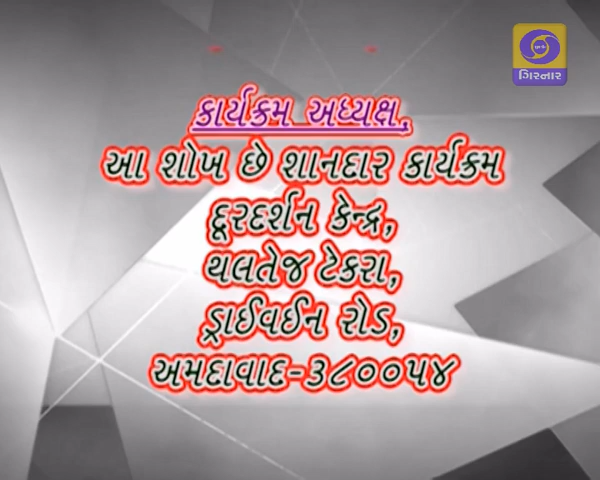 ગિરનાર
કાર્યક્રમ અધ્યક્ષ,
આ શોખ છે શાનદાર કાર્યક્રમ
દૂરદર્શન કેન્દ્ર,
થલતેજ ટેકરા,
ડ્રાઈવઈન રોડ,
અમદાવાદ-૩૮૦૦૫૪